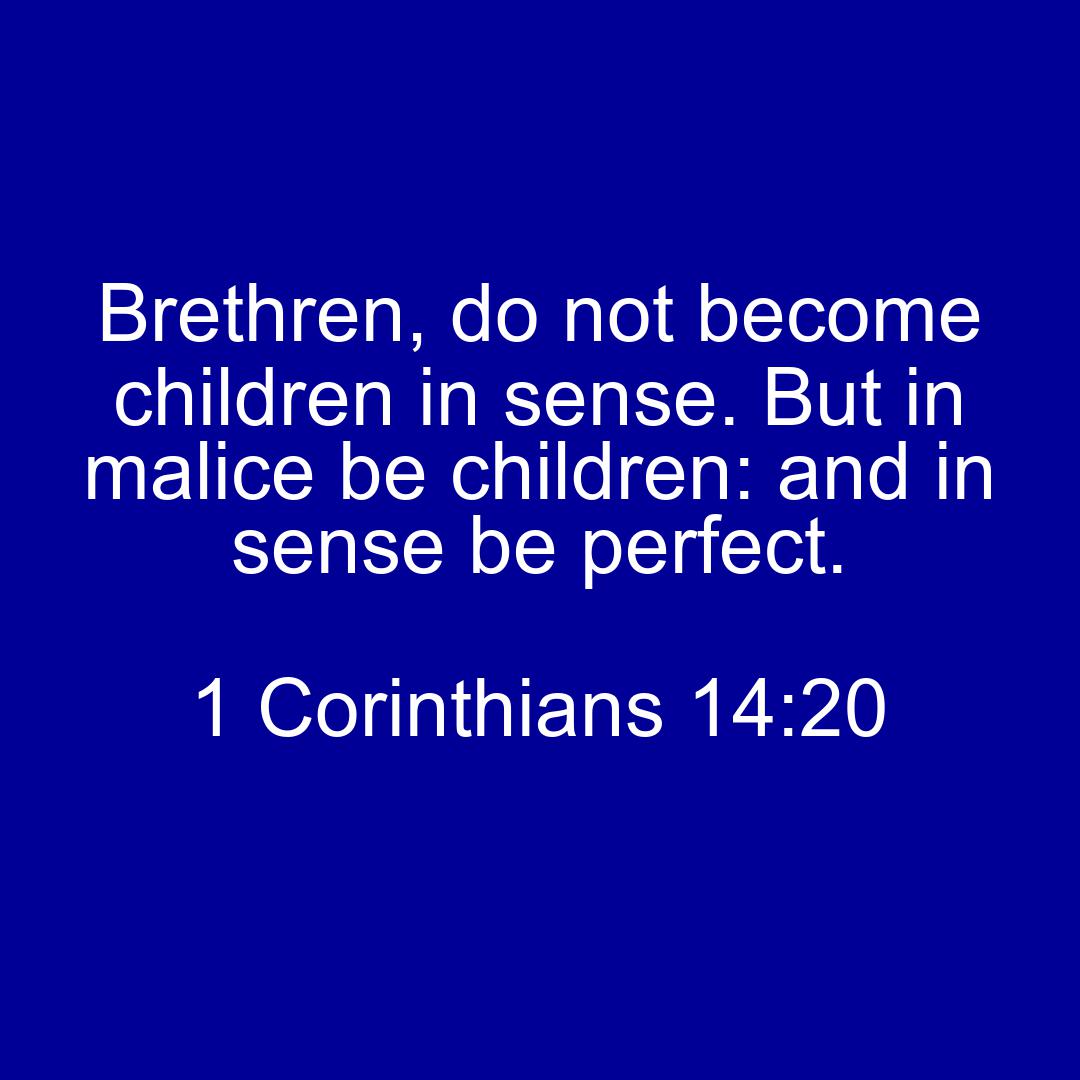 Brethren, do not become
children in sense. But in
malice be children: and in
sense be perfect.
1 Corinthians 14:20